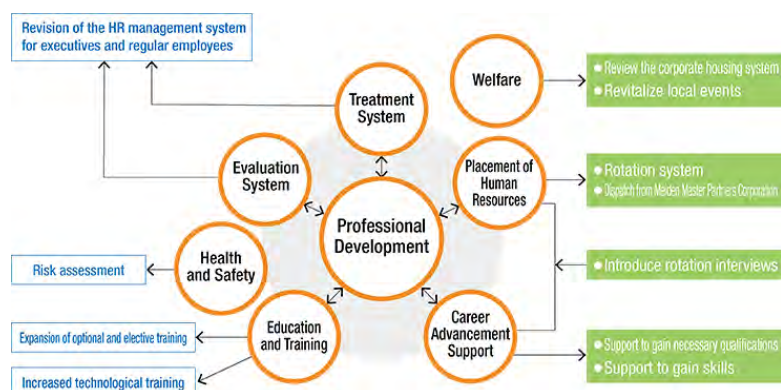 Revision of the HR management system
for executives and regular employees
Treatment
System
Welfare
● Review the corporate housing system
● Revitalize local events
Evaluation
System
Placement of
Human
Resources
● Rotation system
● Dispatch from Meiden Master Partners Corporation
Professional
Development
Health
and Safety
Risk assessment
● Introduce rotation interviews
Education
and Training
Career
Advancement
Support
Expansion of optional and elective training
Increased technological training
● Support to gain necessary qualifications
● Support to gain skills